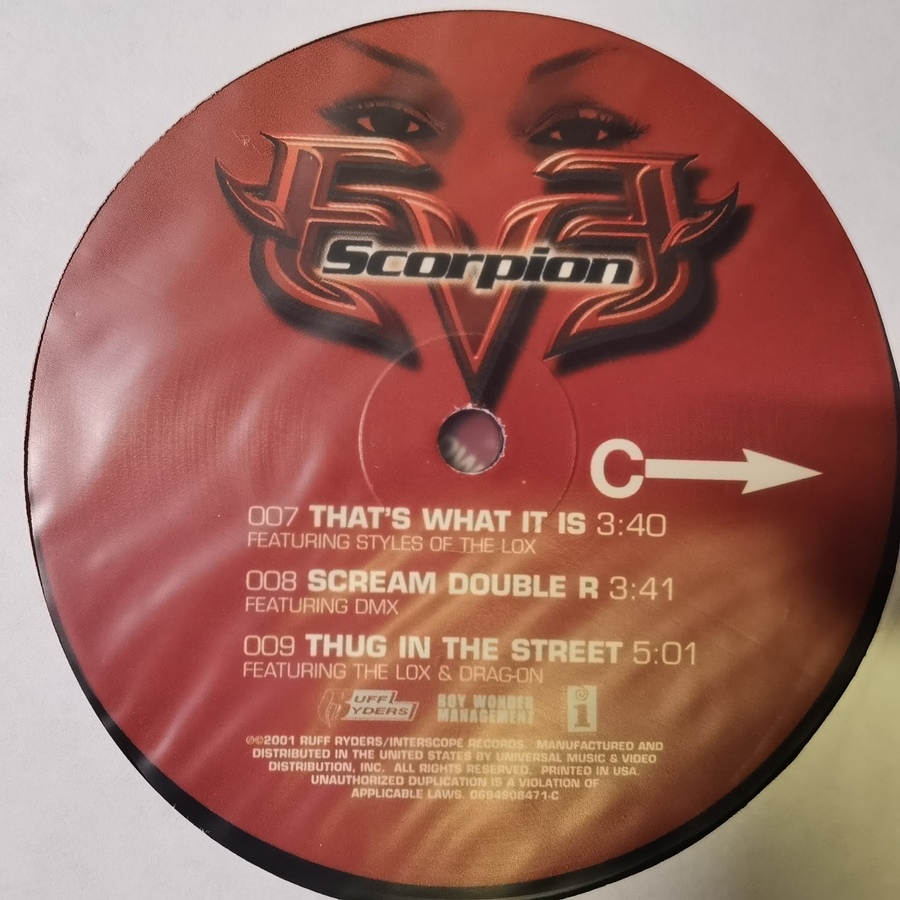 EVE
Scorpion
C
007 THAT'S WHAT IT IS 3:40
FEATURING STYLES OF THE LOX
008 SCREAM DOUBLE R 3:41
FEATURING DMX
009 THUG IN THE STREET 5:01
FEATURING THE LOX & DRAG-ON
RUFF RYDERS BOY WONDER MANAGEMENT i
℗©2001 RUFF RYDERS/INTERSCOPE RECORDS. MANUFACTURED AND
DISTRIBUTED IN THE UNITED STATES BY UNIVERSAL MUSIC & VIDEO
DISTRIBUTION, INC. ALL RIGHTS RESERVED. PRINTED IN USA.
UNAUTHORIZED DUPLICATION IS A VIOLATION OF
APPLICABLE LAWS. 0694908471-C